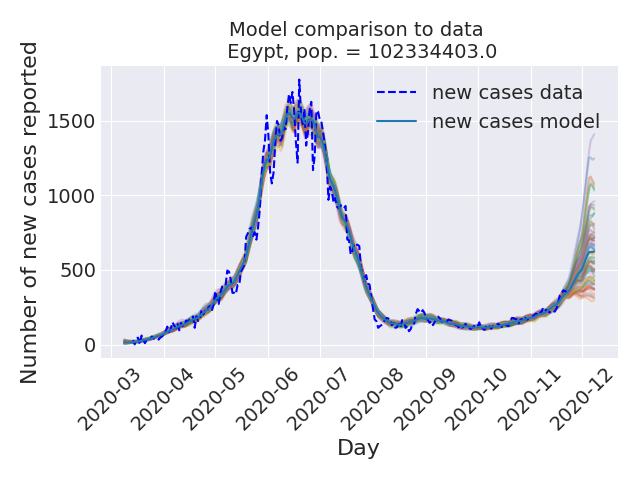 Model comparison to data
Egypt, pop. = 102334403.0
Number of new cases reported
1500
1000
500
0
new cases data
new cases model
2020-03
2020-04
2020-05
2020-06
2020-07
2020-08
2020-09
2020-10
2020-11
2020-12
Day